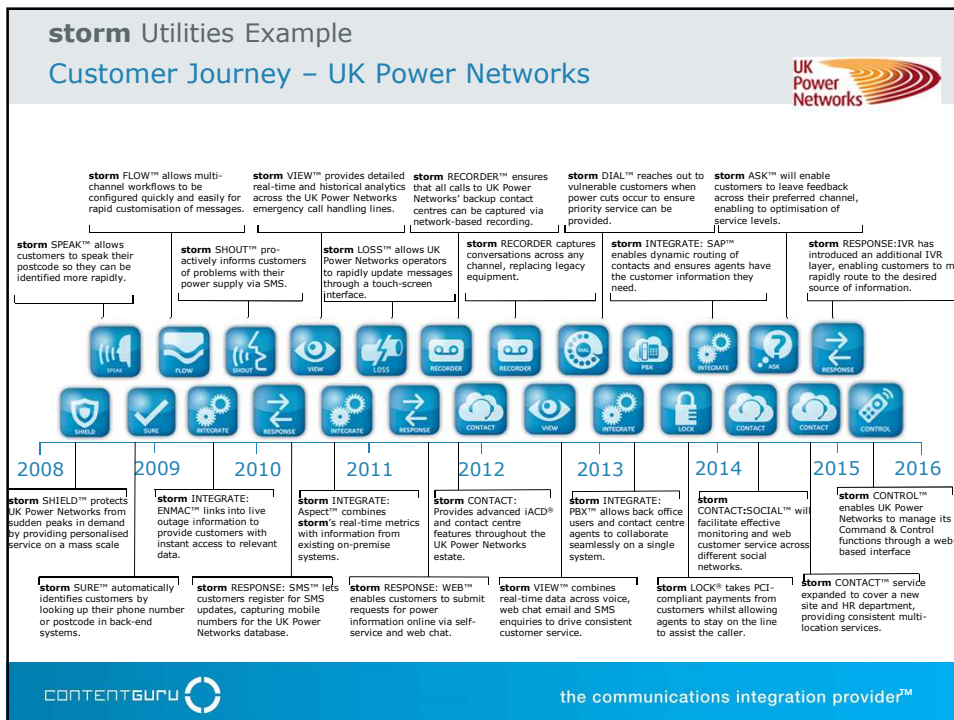 storm Utilities Example
Customer Journey – UK Power Networks
UK
Power
Networks
storm FLOW™ allows multi-
channel workflows to be
configured quickly and easily for
rapid customisation of messages.
storm VIEW™ provides detailed
real-time and historical analytics
across the UK Power Networks
emergency call handling lines.
storm RECORDER™ ensures
that all calls to UK Power
Networks’ backup contact
centres can be captured via
network-based recording.
storm DIAL™ reaches out to
vulnerable customers when
power cuts occur to ensure
priority service can be
provided.
storm ASK™ will enable
customers to leave feedback
across their preferred channel,
enabling to optimisation of
service levels.
storm SPEAK™ allows
customers to speak their
postcode so they can be
identified more rapidly.
storm SHOUT™ pro-
actively informs customers
of problems with their
power supply via SMS.
storm LOSS™ allows UK
Power Networks operators
to rapidly update messages
through a touch-screen
interface.
storm RECORDER captures
conversations across any
channel, replacing legacy
equipment.
storm INTEGRATE: SAP™
enables dynamic routing of
contacts and ensures agents have
the customer information they
need.
storm RESPONSE:IVR has
introduced an additional IVR
layer, enabling customers to m
rapidly route to the desired
source of information.
SPEAK
FLOW
SHOUT
VIEW
LOSS
RECORDER
RECORDER
DIAL
PBX
INTEGRATE
ASK
RESPONSE
SHIELD
SURE
INTEGRATE
RESPONSE
INTEGRATE
RESPONSE
CONTACT
VIEW
INTEGRATE
LOCK
CONTACT
CONTACT
CONTROL
2008
2009
2010
2011
2012
2013
2014
2015
2016
storm SHIELD™ protects
UK Power Networks from
sudden peaks in demand
by providing personalised
service on a mass scale
storm INTEGRATE:
ENMAC™ links into live
outage information to
provide customers with
instant access to relevant
data.
storm INTEGRATE:
Aspect™ combines
storm’s real-time metrics
with information from
existing on-premise
systems.
storm CONTACT:
Provides advanced iACD®
and contact centre
features throughout the
UK Power Networks
estate.
storm INTEGRATE:
PBX™ allows back office
users and contact centre
agents to collaborate
seamlessly on a single
system.
storm
CONTACT:SOCIAL™ will
facilitate effective
monitoring and web
customer service across
different social
networks.
storm CONTROL™
enables UK Power
Networks to manage its
Command & Control
functions through a web-
based interface
storm SURE™ automatically
identifies customers by
looking up their phone number
or postcode in back-end
systems.
storm RESPONSE: SMS™ lets
customers register for SMS
updates, capturing mobile
numbers for the UK Power
Networks database.
storm RESPONSE: WEB™
enables customers to submit
requests for power
information online via self-
service and web chat.
storm VIEW™ combines
real-time data across voice,
web chat email and SMS
enquiries to drive consistent
customer service.
storm LOCK® takes PCI-
compliant payments from
customers whilst allowing
agents to stay on the line
to assist the caller.
storm CONTACT™ service
expanded to cover a new
site and HR department,
providing consistent multi-
location services.
CONTENTGURU
the communications integration provider™